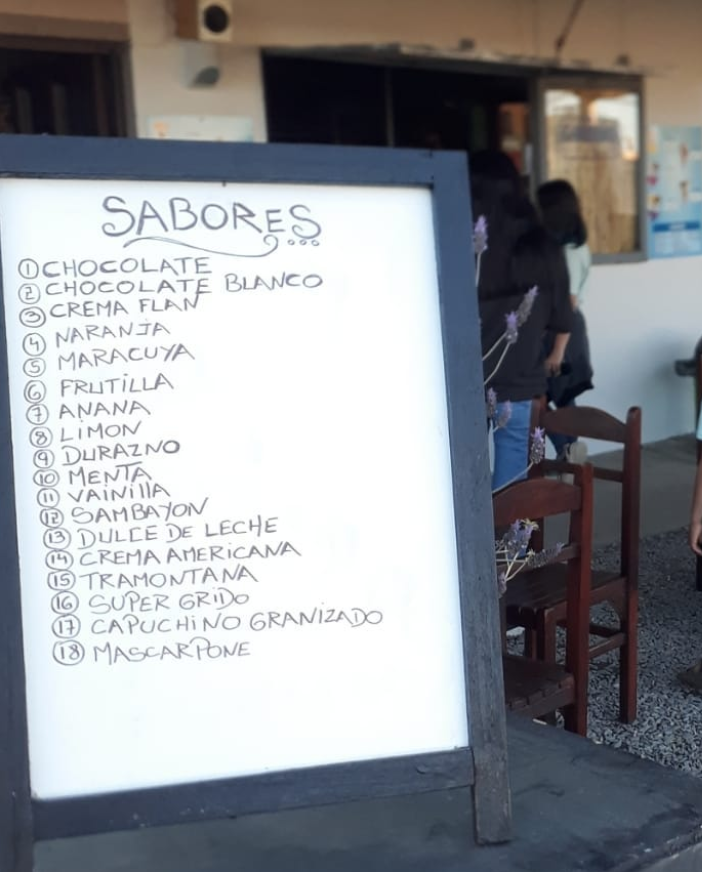 SABORES...
1 CHOCOLATE
2 CHOCOLATE BLANCO
3 CREMA FLAN
4 NARANJA
5 MARACUYA
6 FRUTILLA
7 ANANA
8 LIMON
9 DURAZNO
10 MENTA
11 VAINILLA
12 SAMBAYON
13 DULCE DE LECHE
14 CREMA AMERICANA
15 TRAMONTANA
16 SUPER GRIDO
17 CAPUCHINO GRANIZADO
18 MASCARPONE